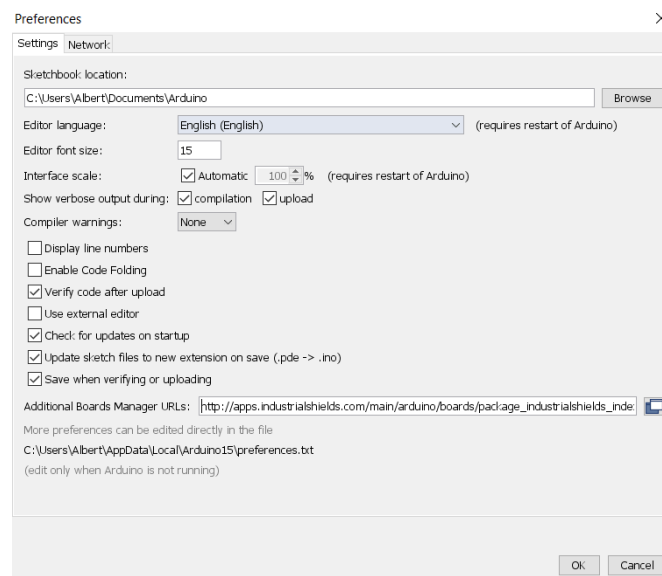 Preferences
Settings Network
Sketchbook location:
C:\Users\Albert\Documents\Arduino Browse
Editor language: English (English) (requires restart of Arduino)
Editor font size: 15
Interface scale: Automatic 100 % (requires restart of Arduino)
Show verbose output during: compilation upload
Compiler warnings: None
Display line numbers
Enable Code Folding
Verify code after upload
Use external editor
Check for updates on startup
Update sketch files to new extension on save (.pde -> .ino)
Save when verifying or uploading
Additional Boards Manager URLs: http://apps.industrialshields.com/main/arduino/boards/package_industrialshields_inde
More preferences can be edited directly in the file
C:\Users\Albert\AppData\Local\Arduino15\preferences.txt
(edit only when Arduino is not running)
OK Cancel